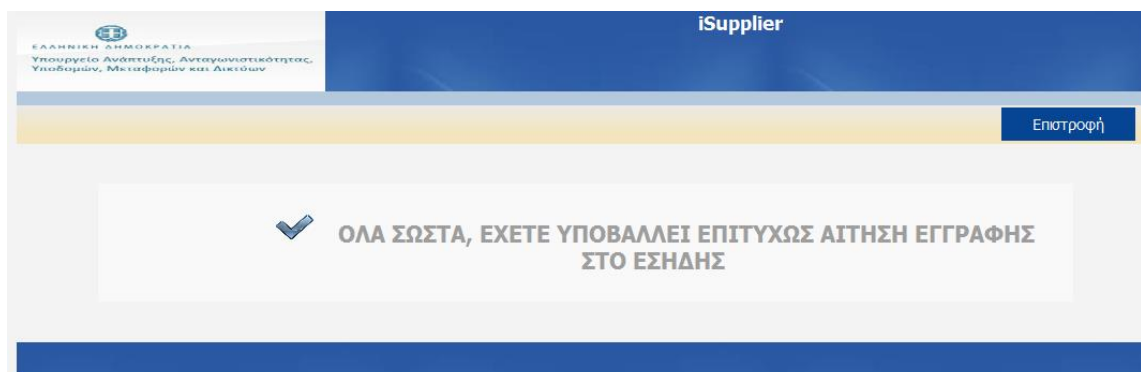 ΕΛΛΗΝΙΚΗ ΔΗΜΟΚΡΑΤΙΑ
Υπουργείο Ανάπτυξης, Ανταγωνιστικότητας,
Υποδομών, Μεταφορών και Δικτύων
iSupplier
Επιστροφή
ΟΛΑ ΣΩΣΤΑ, ΕΧΕΤΕ ΥΠΟΒΑΛΛΕΙ ΕΠΙΤΥΧΩΣ ΑΙΤΗΣΗ ΕΓΓΡΑΦΗΣ
ΣΤΟ ΕΣΗΔΗΣ